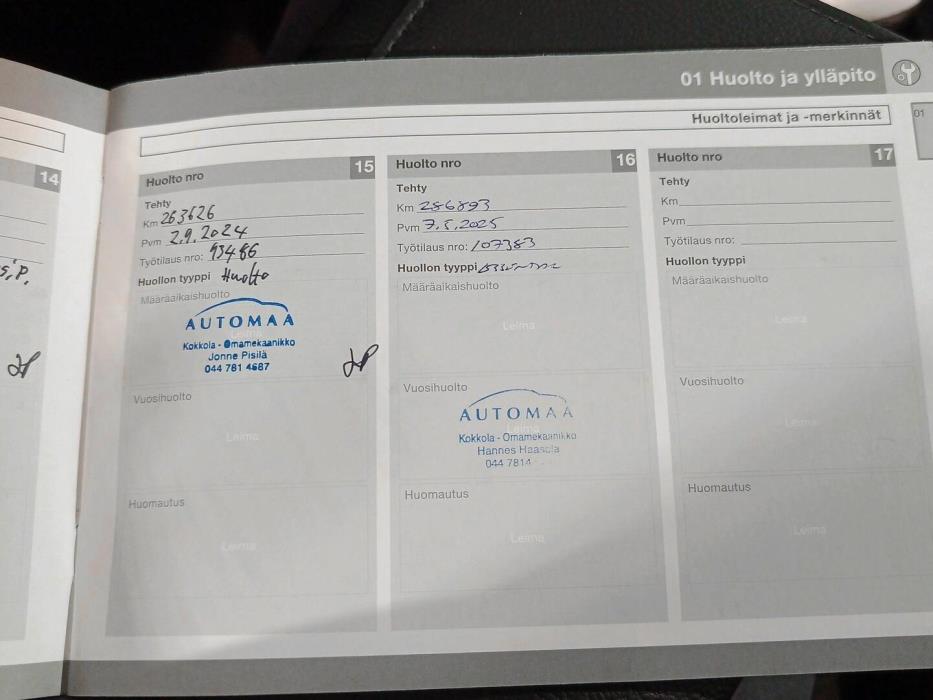 01 Huolto ja ylläpito
Huoltoleimat ja -merkinnät
01
14
s.p.
Huolto nro 15
Tehty
Km 263626
Pvm 2.9.2024
Työtilaus nro: 93486
Huollon tyyppi Huolto
Määräaikaishuolto
Leima
AUTOMAA
Kokkola - Omamekaanikko
Jonne Pisilä
044 781 4687
Vuosihuolto
Leima
Huomautus
Leima
Huolto nro 16
Tehty
Km 286893
Pvm 7.5.2025
Työtilaus nro: 107383
Huollon tyyppi
Määräaikaishuolto
Leima
Vuosihuolto
Leima
AUTOMAA
Kokkola - Omamekaanikko
Hannes Haasola
044 7814
Huomautus
Leima
Huolto nro 17
Tehty
Km
Pvm
Työtilaus nro:
Huollon tyyppi
Määräaikaishuolto
Leima
Vuosihuolto
Leima
Huomautus
Leima